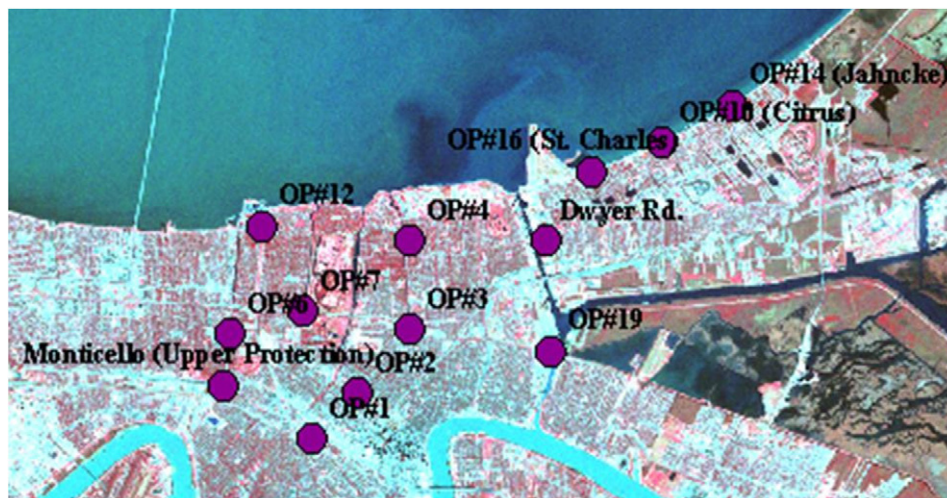 OP#14 (Jahncke)
OP#10 (Citrus)
OP#16 (St. Charles)
OP#12
OP#4
Dwyer Rd.
OP#7
OP#6
OP#3
OP#19
Monticello (Upper Protection)
OP#2
OP#1